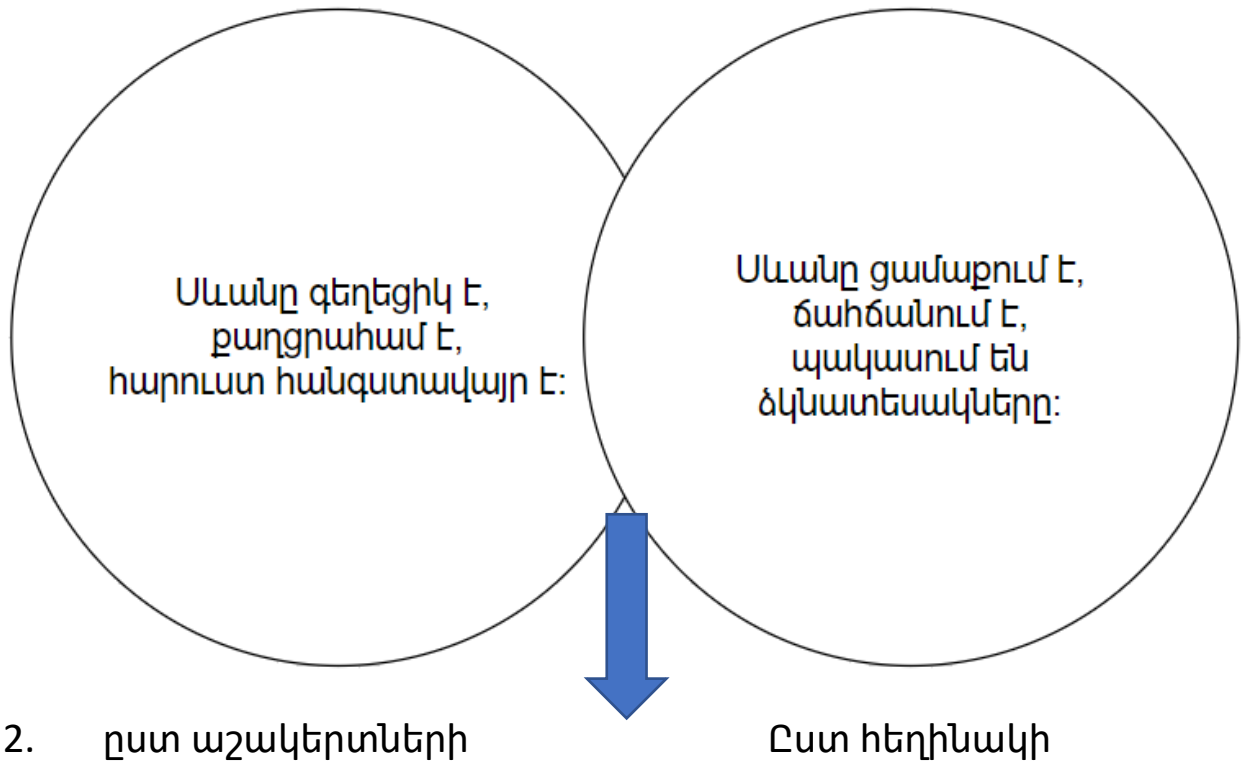 Սևանը գեղեցիկ է,
քաղցրահամ է,
հարուստ հանգստավայր է:
Սևանը ցամաքում է,
ճահճանում է,
պակասում են
ձկնատեսակները:
2. ըստ աշակերտների Ըստ հեղինակի